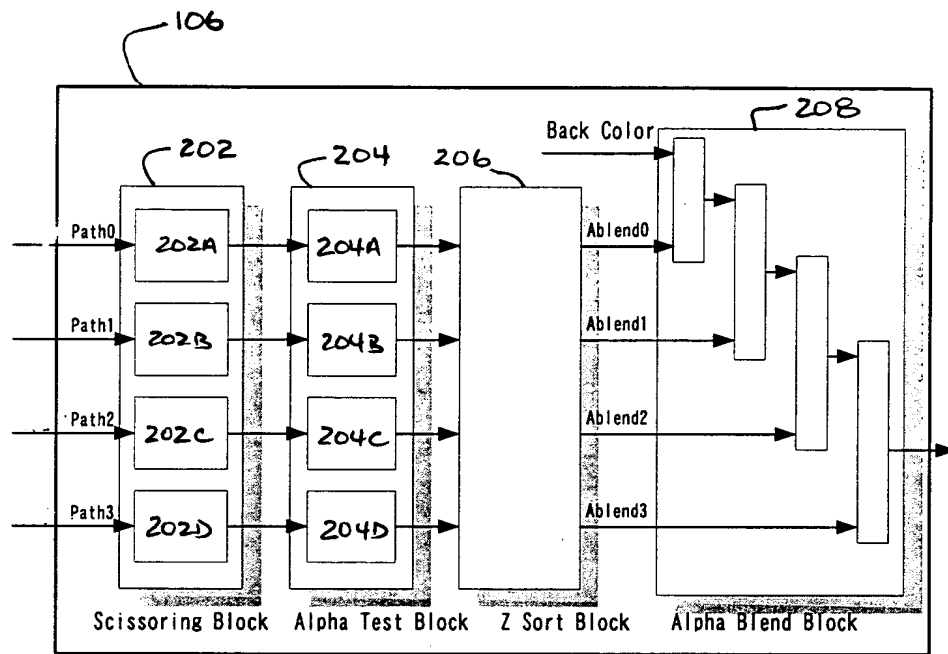 106
208
Back Color
202
204
206
Path0
202A
204A
Ablend0
Path1
202B
204B
Ablend1
Path2
202C
204C
Ablend2
Path3
202D
204D
Ablend3
Scissoring Block
Alpha Test Block
Z Sort Block
Alpha Blend Block